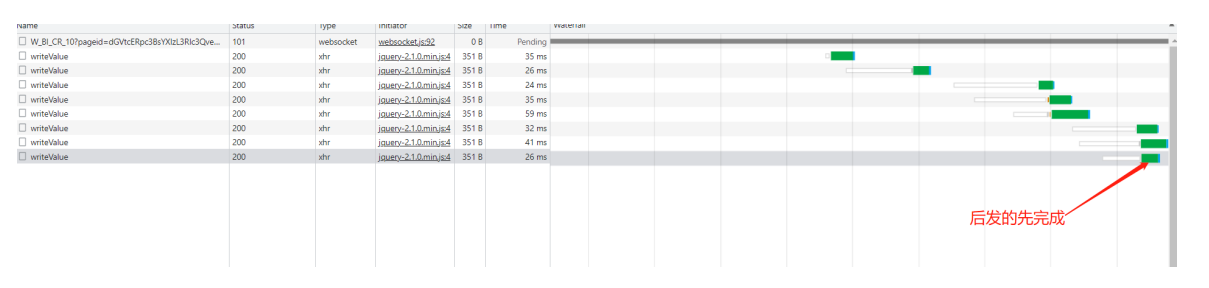 Name Status Type Initiator Size Time Waterfall
W_BI_CR_10?pageid=dGVtcERpc3BsYXlzL3Rlc3Qve... 101 websocket websocket.js:92 0 B Pending
writeValue 200 xhr jquery-2.1.0.min.js:4 351 B 35 ms
writeValue 200 xhr jquery-2.1.0.min.js:4 351 B 26 ms
writeValue 200 xhr jquery-2.1.0.min.js:4 351 B 24 ms
writeValue 200 xhr jquery-2.1.0.min.js:4 351 B 35 ms
writeValue 200 xhr jquery-2.1.0.min.js:4 351 B 59 ms
writeValue 200 xhr jquery-2.1.0.min.js:4 351 B 32 ms
writeValue 200 xhr jquery-2.1.0.min.js:4 351 B 41 ms
writeValue 200 xhr jquery-2.1.0.min.js:4 351 B 26 ms
后发的先完成